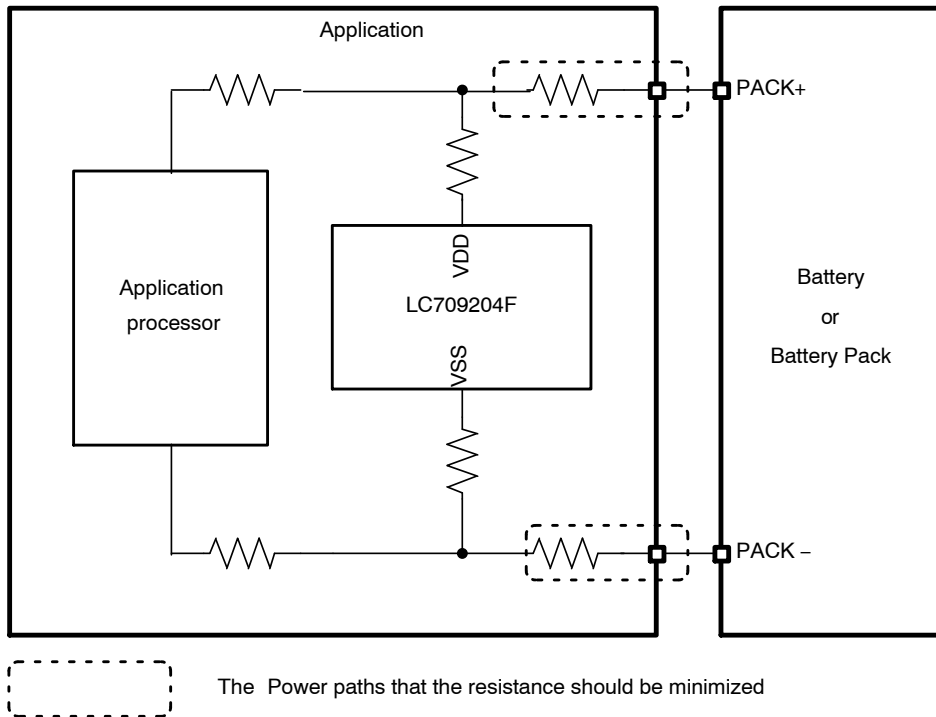 Application
PACK+
VDD
LC709204F
VSS
Application
processor
Battery
or
Battery Pack
PACK –
The Power paths that the resistance should be minimized